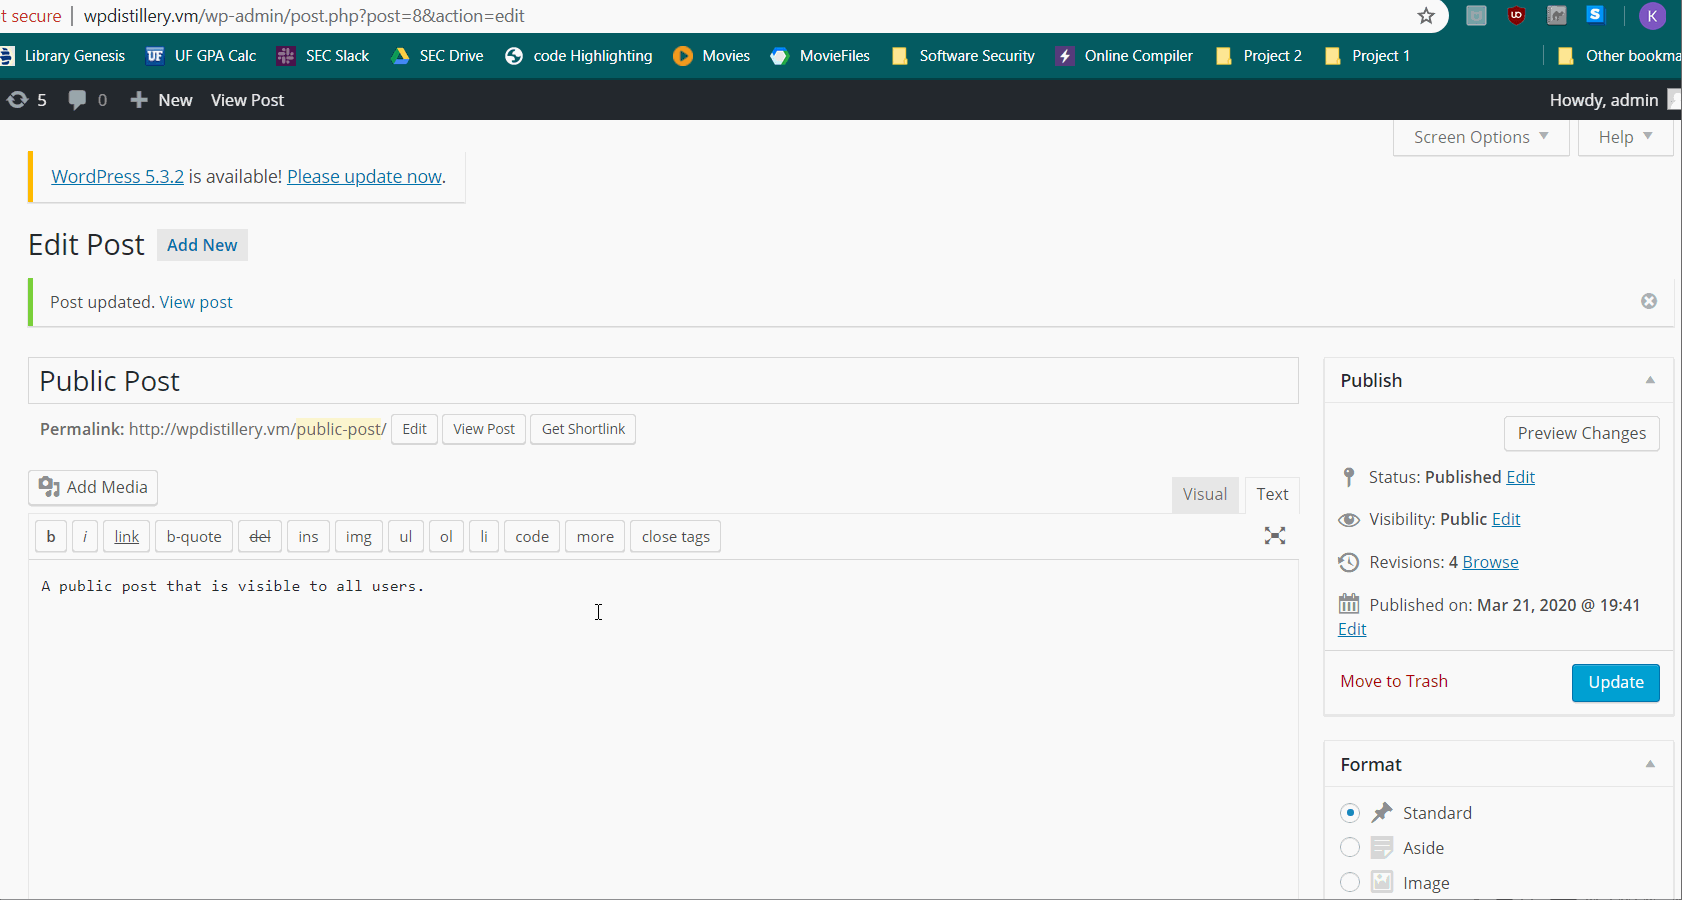 t secure | wpdistillery.vm/wp-admin/post.php?post=8&action=edit
UD
S
K
Library Genesis UF UF GPA Calc SEC Slack SEC Drive code Highlighting Movies MovieFiles Software Security Online Compiler Project 2 Project 1 Other bookma
5 0 New View Post Howdy, admin
Screen Options Help
WordPress 5.3.2 is available! Please update now.
Edit Post Add New
Post updated. View post
Public Post
Permalink: http://wpdistillery.vm/public-post/ Edit View Post Get Shortlink
Add Media
Visual Text
b i link b-quote del ins img ul ol li code more close tags
A public post that is visible to all users.
Publish
Preview Changes
Status: Published Edit
Visibility: Public Edit
Revisions: 4 Browse
Published on: Mar 21, 2020 @ 19:41
Edit
Move to Trash Update
Format
Standard
Aside
Image